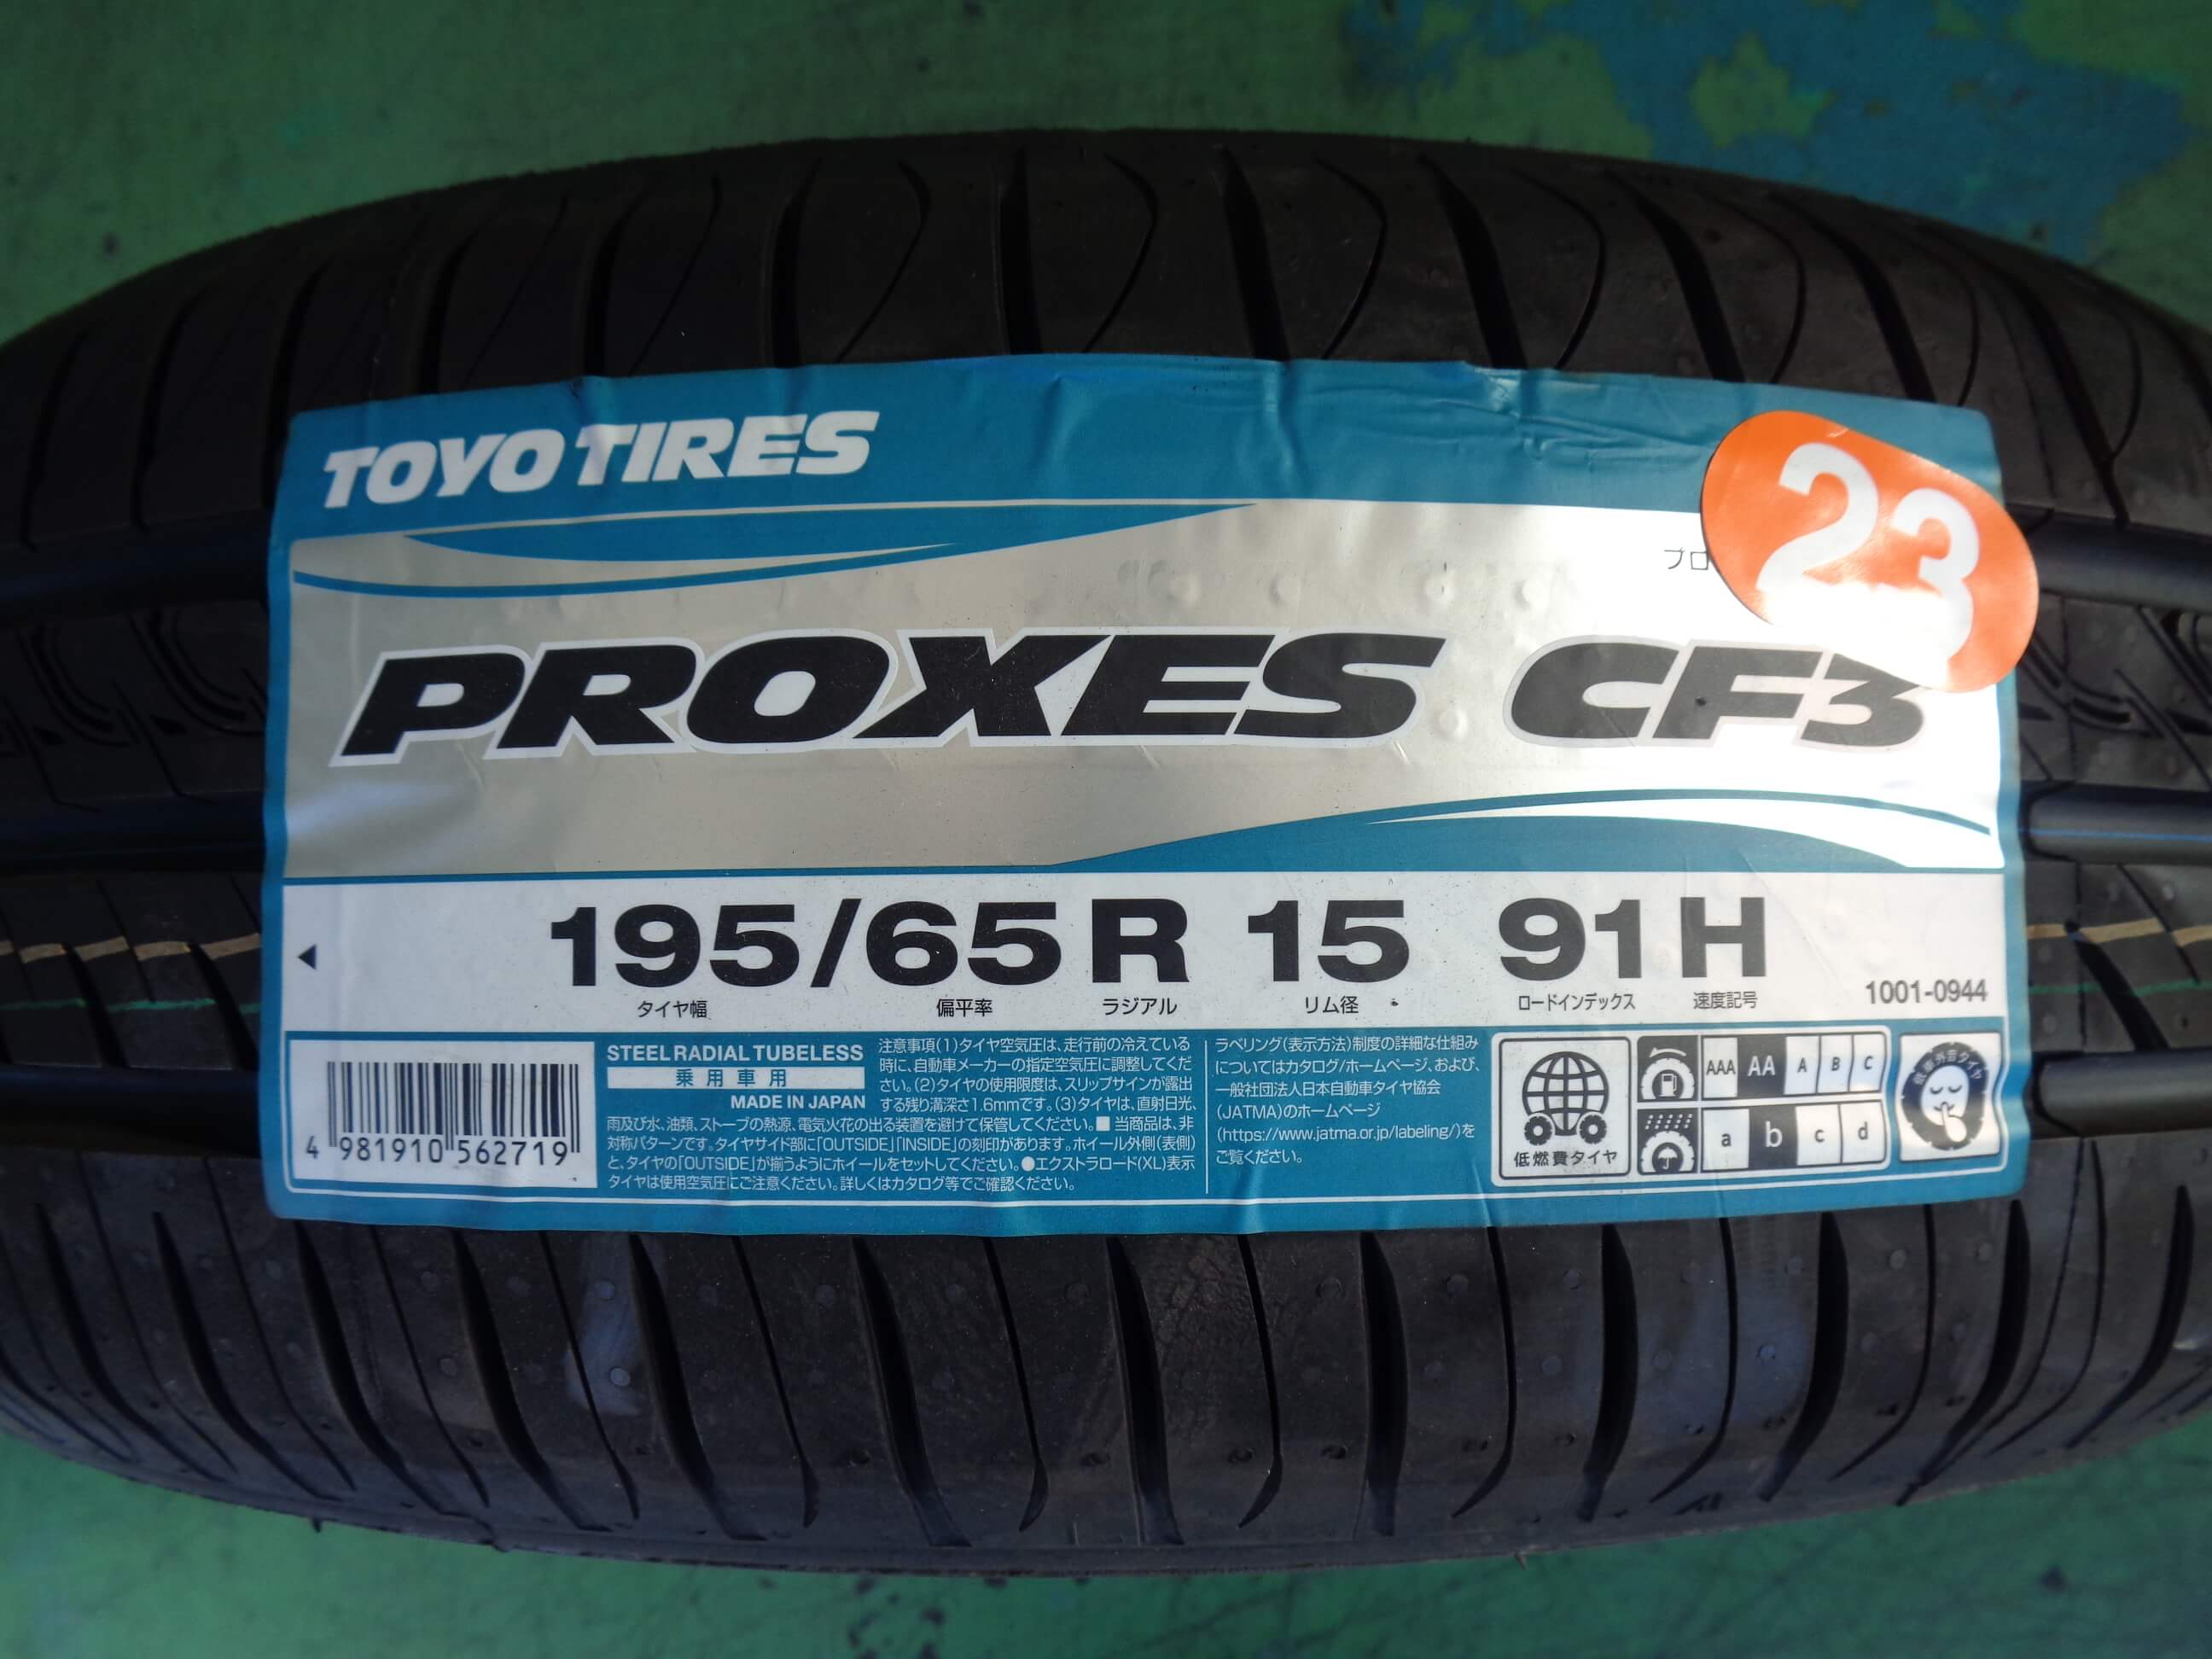 TOYO TIRES
23
プロ
PROXES CF3
195/65 R 15 91 H
タイヤ幅 偏平率 ラジアル リム径 ロードインデックス 速度記号
1001-0944
STEEL RADIAL TUBELESS
乗用車用
MADE IN JAPAN
注意事項(1)タイヤ空気圧は、走行前の冷えている
時に、自動車メーカーの指定空気圧に調整してくだ
さい。(2)タイヤの使用限度は、スリップサインが露出
する残り溝深さ1.6mmです。(3)タイヤは、直射日光、
雨及び水、油類、ストーブの熱源、電気火花の出る装置を避けて保管してください。■当商品は、非
対称パターンです。タイヤサイド部に「OUTSIDE」「INSIDE」の刻印があります。ホイール外側(表側)
と、タイヤの「OUTSIDE」が揃うようにホイールをセットしてください。●エクストラロード(XL)表示
タイヤは使用空気圧にご注意ください。詳しくはカタログ等でご確認ください。
4 981910 562719
ラベリング(表示方法)制度の詳細な仕組み
についてはカタログ/ホームページ、および、
一般社団法人日本自動車タイヤ協会
(JATMA)のホームページ
(https://www.jatma.or.jp/labeling/)を
ご覧ください。
低燃費タイヤ
AAA AA A B C
a b c d
低車外音タイヤ